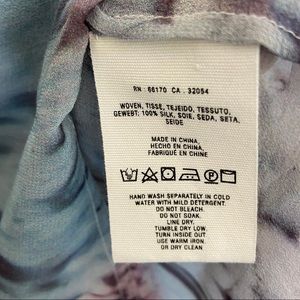 RN : 66170 CA : 32054
WOVEN, TISSE, TEJEIDO, TESSUTO,
GEWEBT: 100% SILK, SOIE, SEDA, SETA,
SEIDE
MADE IN CHINA
HECHO EN CHINA
FABRIQUÉ EN CHINE
HAND WASH SEPARATELY IN COLD
WATER WITH MILD DETERGENT.
DO NOT BLEACH.
DO NOT SOAK.
LINE DRY.
TUMBLE DRY LOW.
TURN INSIDE OUT
USE WARM IRON.
or DRY CLEAN